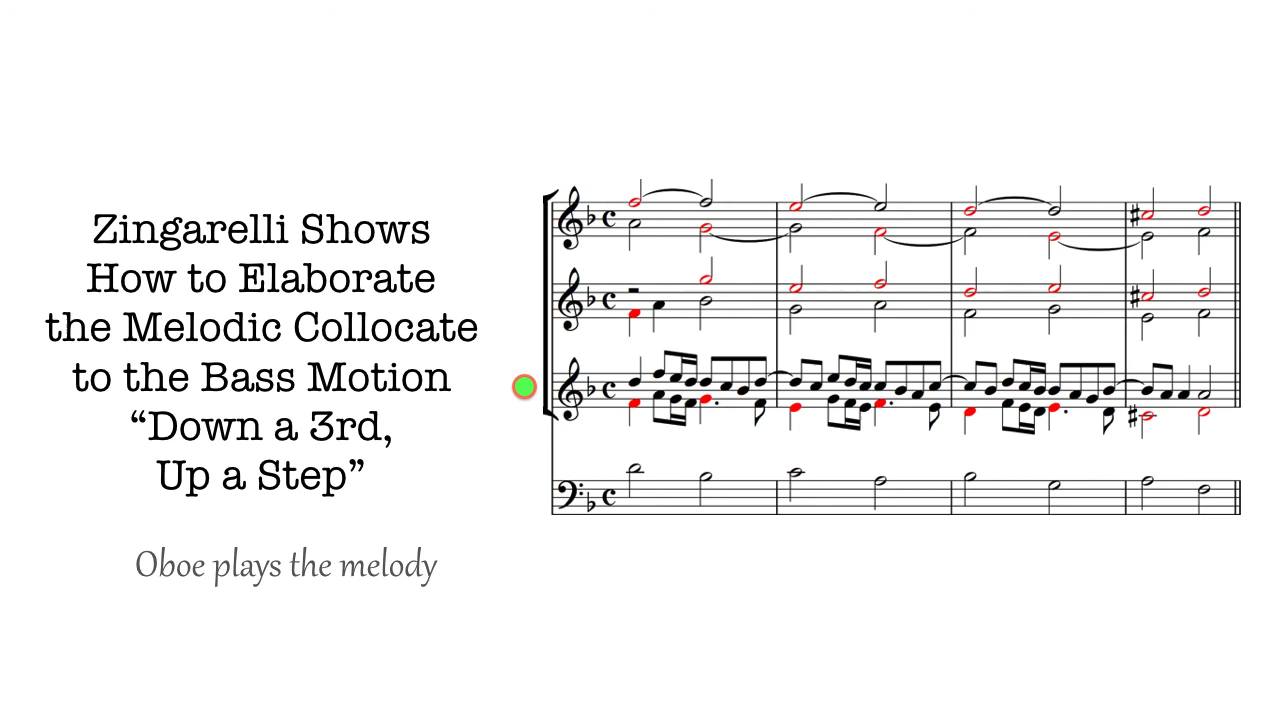 Zingarelli Shows
How to Elaborate
the Melodic Collocate
to the Bass Motion
“Down a 3rd,
Up a Step”
Oboe plays the melody